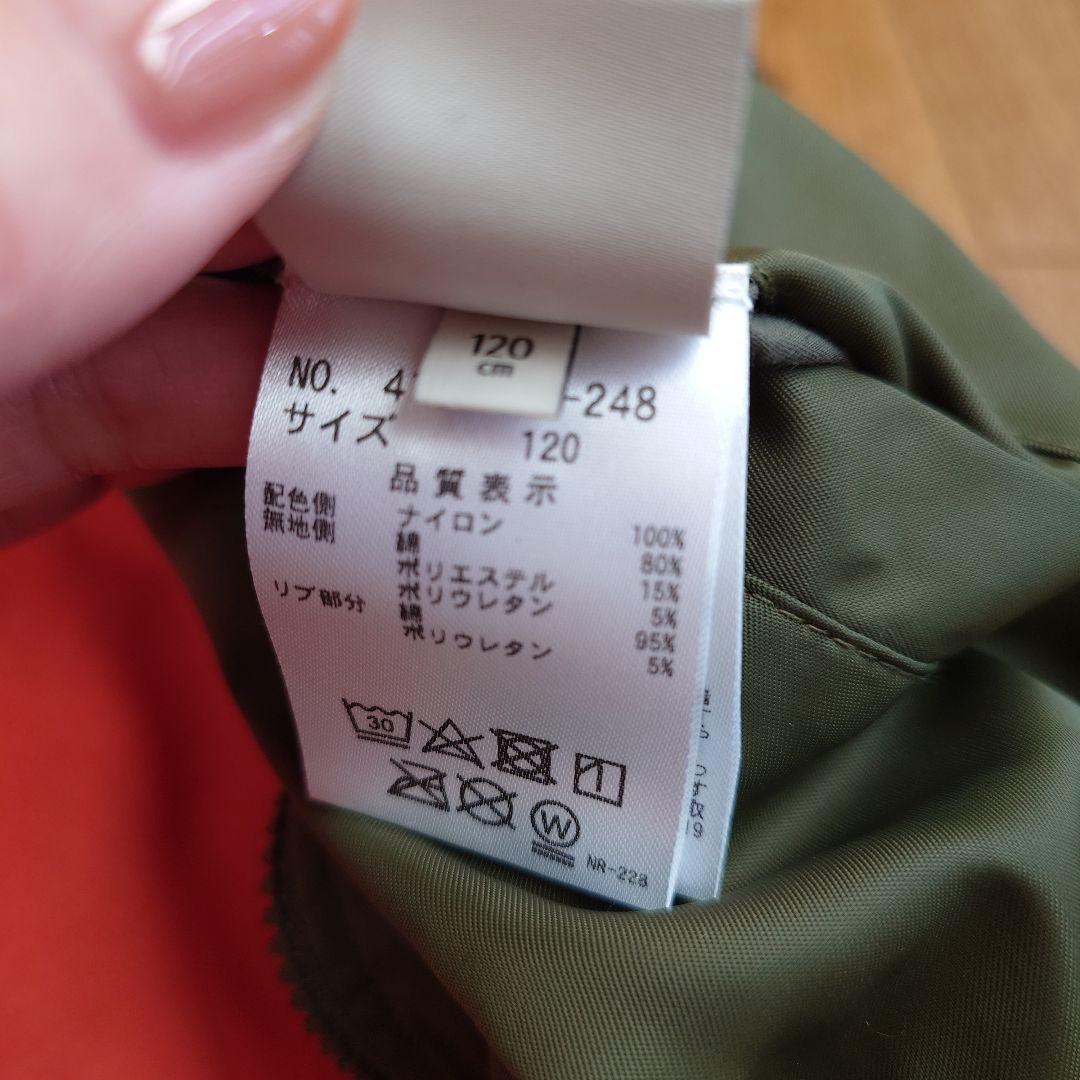 120
cm
NO. 4 -248
サイズ 120
品質表示
配色側 ナイロン 100%
無地側 綿 80%
ポリエステル 15%
ポリウレタン 5%
リブ部分 綿 95%
ポリウレタン 5%
30
W
NR-228